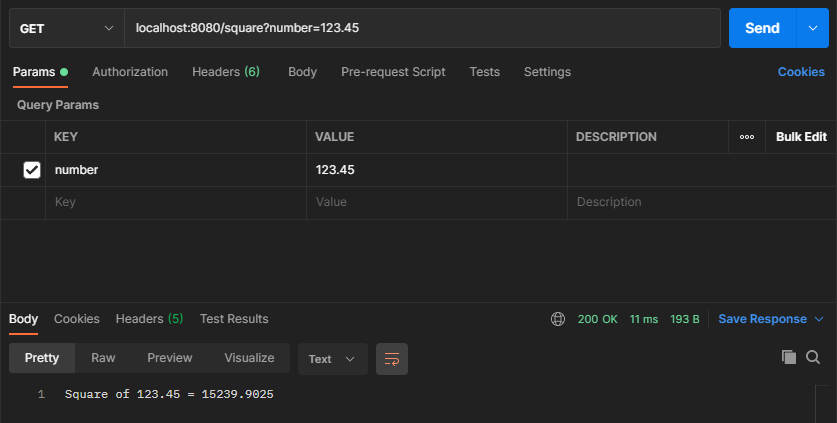 GET localhost:8080/square?number=123.45 Send
Params Authorization Headers (6) Body Pre-request Script Tests Settings Cookies
Query Params
KEY VALUE DESCRIPTION ••• Bulk Edit
number 123.45
Key Value Description
Body Cookies Headers (5) Test Results 200 OK 11 ms 193 B Save Response
Pretty Raw Preview Visualize Text
1 Square of 123.45 = 15239.9025